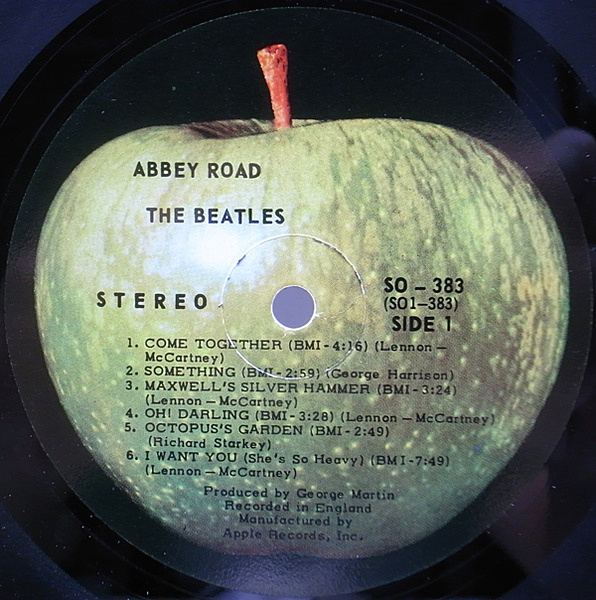 ABBEY ROAD
THE BEATLES
STEREO
SO – 383
(SO1–383)
SIDE 1
1. COME TOGETHER (BMI-4:16) (Lennon –
McCartney)
2. SOMETHING (BMI-2:59) (George Harrison)
3. MAXWELL'S SILVER HAMMER (BMI-3:24)
(Lennon – McCartney)
4. OH! DARLING (BMI-3:28) (Lennon – McCartney)
5. OCTOPUS'S GARDEN (BMI-2:49)
(Richard Starkey)
6. I WANT YOU (She's So Heavy) (BMI-7:49)
(Lennon – McCartney)
Produced by George Martin
Recorded in England
Manufactured by
Apple Records, Inc.